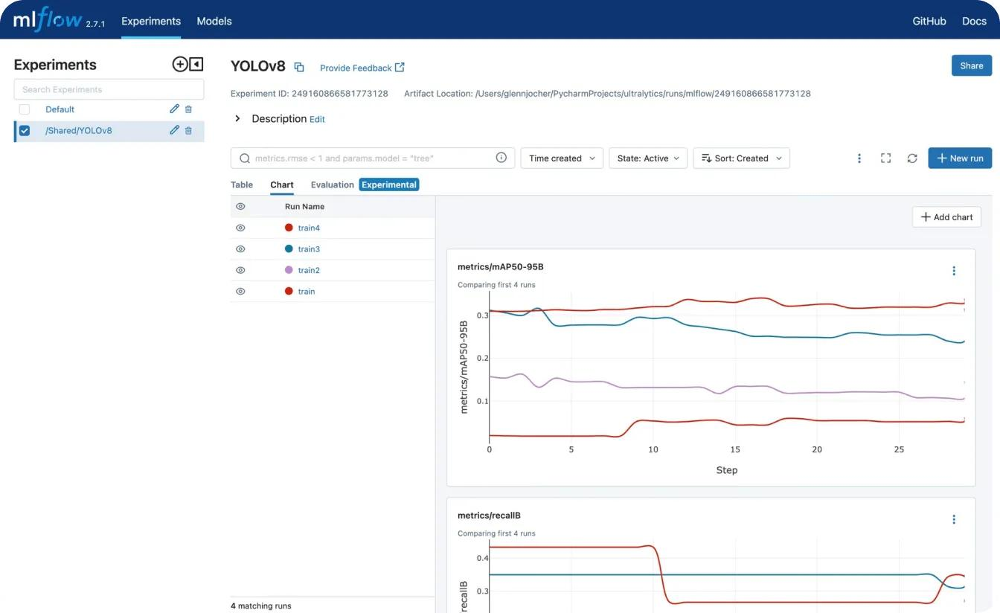 mlflow 2.7.1 Experiments Models GitHub Docs
Experiments
Search Experiments
Default
/Shared/YOLOv8
YOLOv8 Provide Feedback Share
Experiment ID: 249160866581773128 Artifact Location: /Users/glennjocher/PycharmProjects/ultralytics/runs/mlflow/249160866581773128
Description Edit
metrics.rmse < 1 and params.model = "tree" Time created State: Active Sort: Created New run
Table Chart Evaluation Experimental
Run Name
train4
train3
train2
train
4 matching runs
Add chart
metrics/mAP50-95B
Comparing first 4 runs
metrics/mAP50-95B
0.3
0.2
0.1
0 5 10 15 20 25
Step
metrics/recallB
Comparing first 4 runs
0.4
0.3
recallB